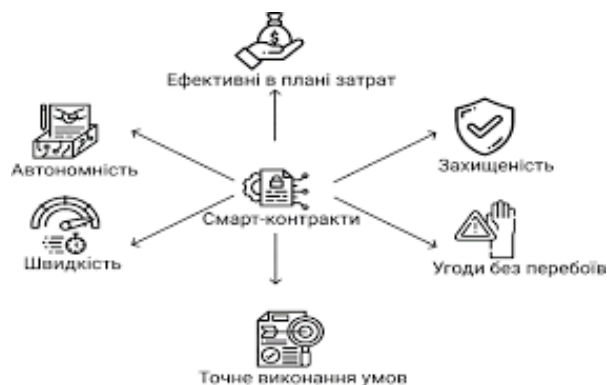 Ефективні в плані затрат
Автономність
Захищеність
Смарт-контракти
Швидкість
Угоди без перебоїв
Точне виконання умов